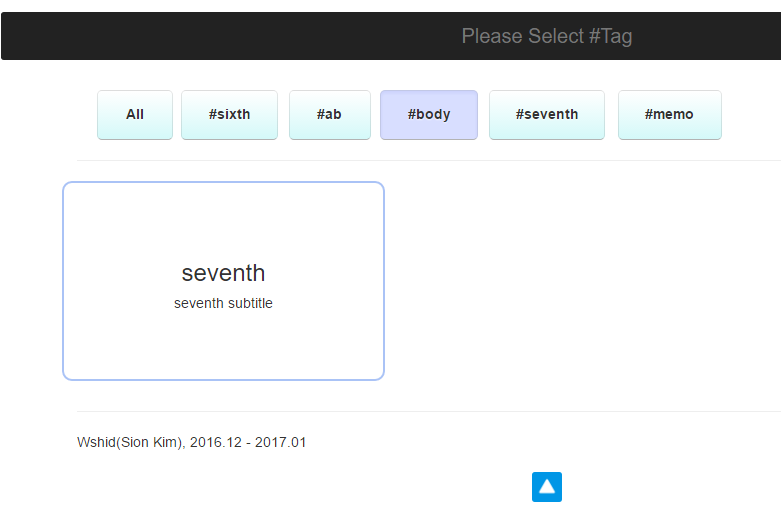 Please Select #Tag
All #sixth #ab #body #seventh #memo
seventh
seventh subtitle
Wshid(Sion Kim), 2016.12 - 2017.01